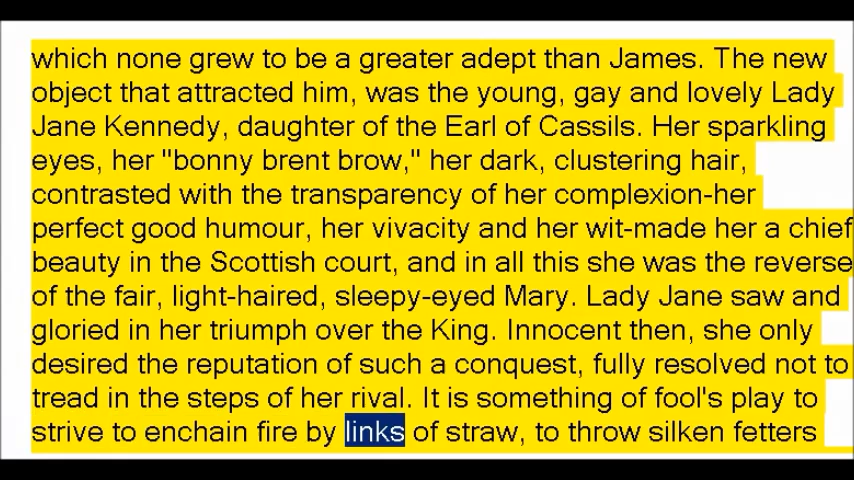 which none grew to be a greater adept than James. The new
object that attracted him, was the young, gay and lovely Lady
Jane Kennedy, daughter of the Earl of Cassils. Her sparkling
eyes, her "bonny brent brow," her dark, clustering hair,
contrasted with the transparency of her complexion-her
perfect good humour, her vivacity and her wit-made her a chief
beauty in the Scottish court, and in all this she was the reverse
of the fair, light-haired, sleepy-eyed Mary. Lady Jane saw and
gloried in her triumph over the King. Innocent then, she only
desired the reputation of such a conquest, fully resolved not to
tread in the steps of her rival. It is something of fool's play to
strive to enchain fire by links of straw, to throw silken fetters